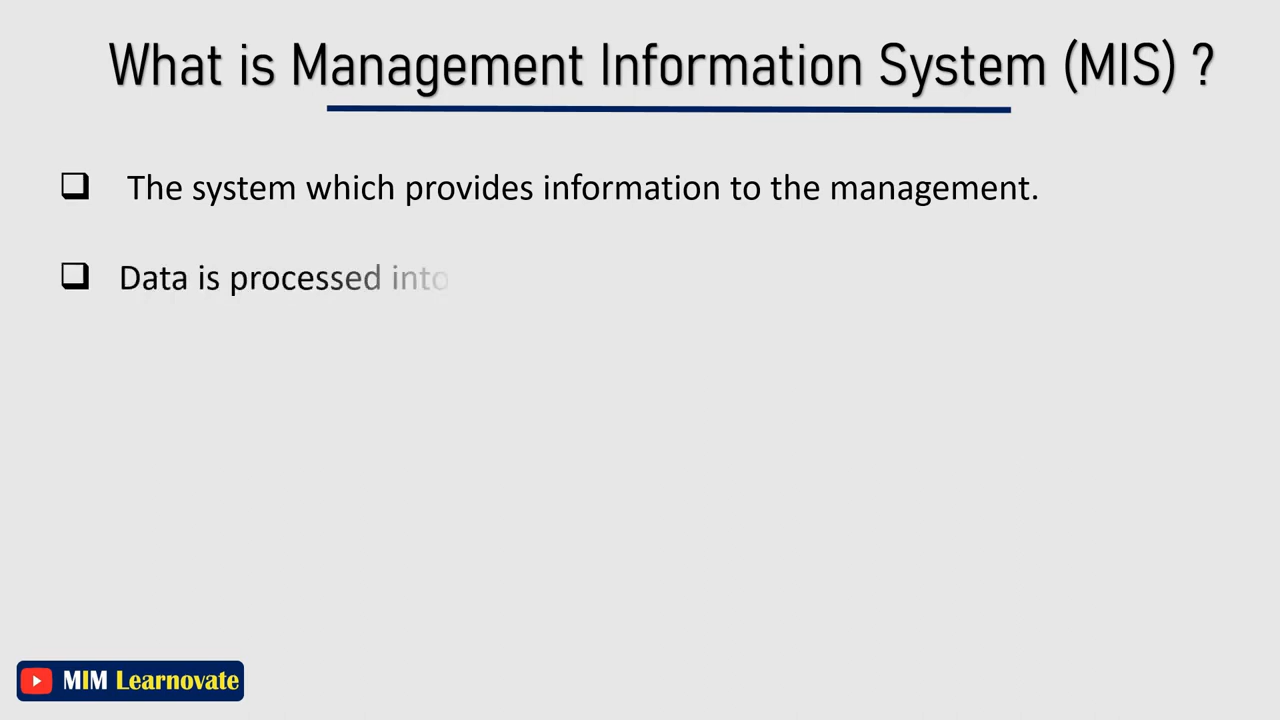 What is Management Information System (MIS) ?
The system which provides information to the management.
Data is processed into
MIM Learnovate